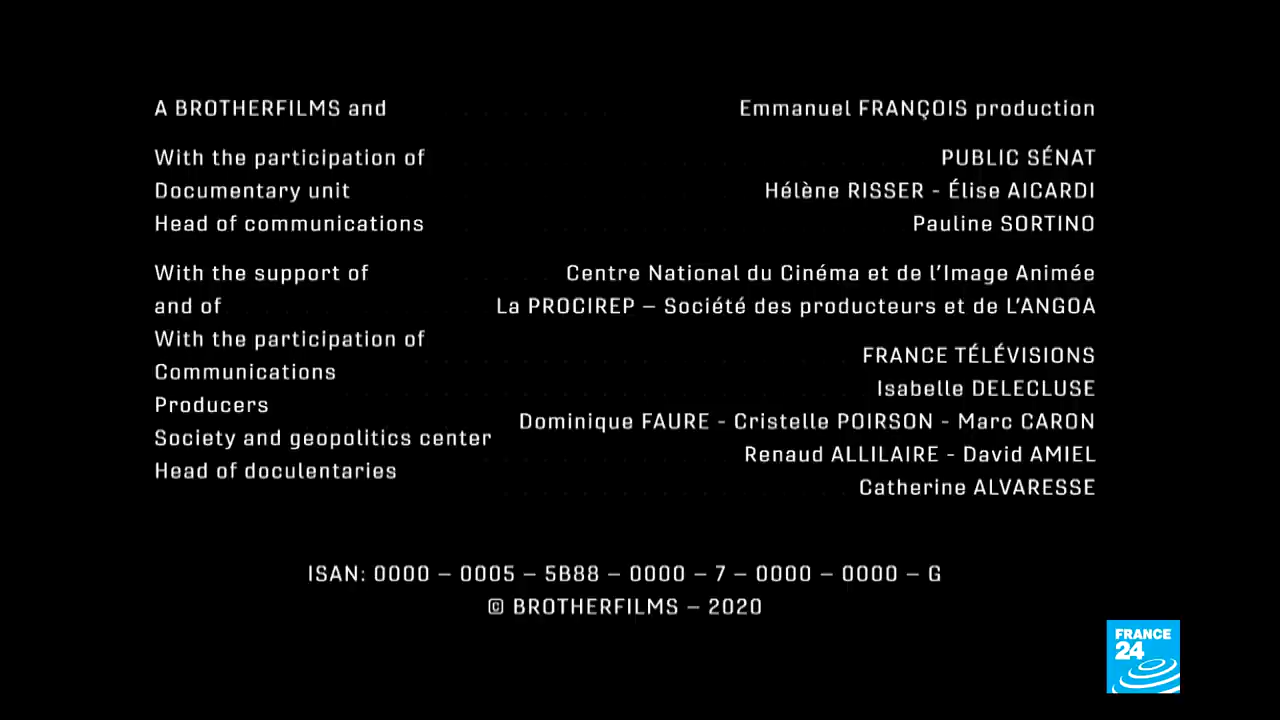 A BROTHERFILMS and Emmanuel FRANÇOIS production
With the participation of PUBLIC SÉNAT
Documentary unit Hélène RISSER - Élise AICARDI
Head of communications Pauline SORTINO
With the support of Centre National du Cinéma et de l'Image Animée
and of La PROCIREP – Société des producteurs et de L'ANGOA
With the participation of FRANCE TÉLÉVISIONS
Communications Isabelle DELECLUSE
Producers Dominique FAURE - Cristelle POIRSON - Marc CARON
Society and geopolitics center Renaud ALLILAIRE - David AMIEL
Head of doculentaries Catherine ALVARESSE
ISAN: 0000 – 0005 – 5B88 – 0000 – 7 – 0000 – 0000 – G
© BROTHERFILMS – 2020
FRANCE
24